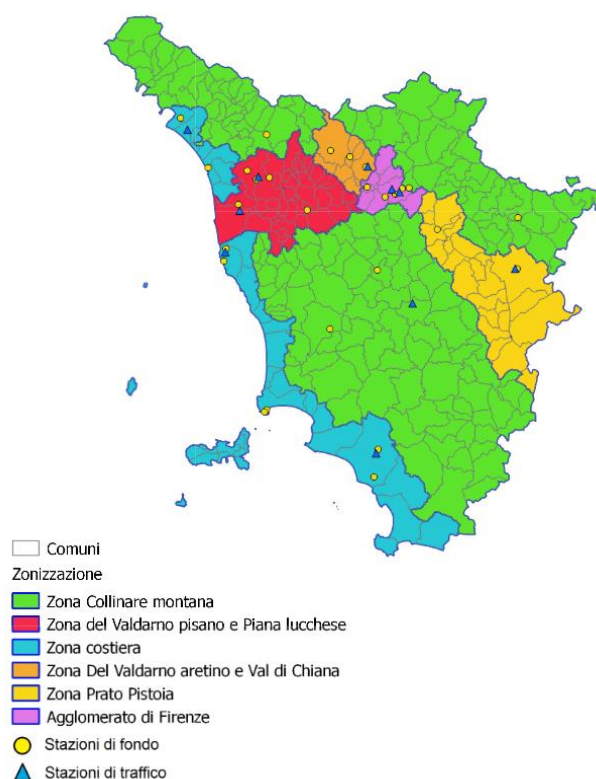 Comuni
Zonizzazione
Zona Collinare montana
Zona del Valdarno pisano e Piana lucchese
Zona costiera
Zona Del Valdarno aretino e Val di Chiana
Zona Prato Pistoia
Agglomerato di Firenze
Stazioni di fondo
Stazioni di traffico